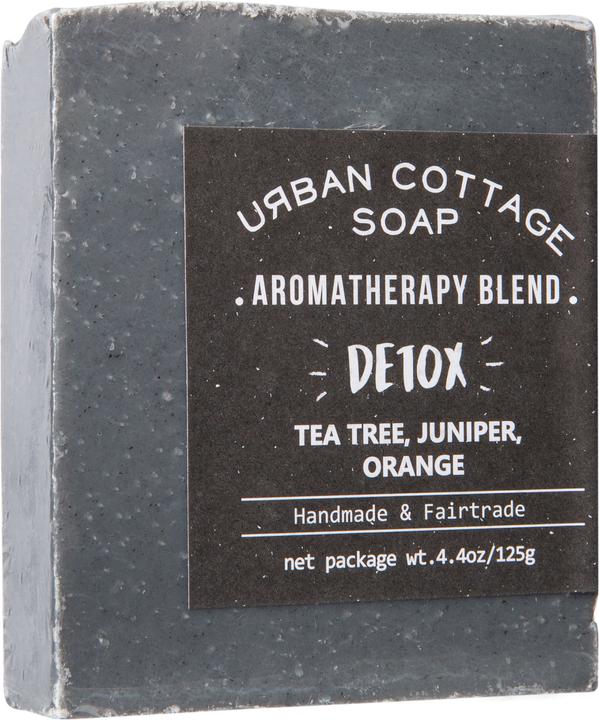 URBAN COTTAGE
SOAP
. AROMATHERAPY BLEND .
DETOX
TEA TREE, JUNIPER,
ORANGE
Handmade & Fairtrade
net package wt.4.4oz/125g